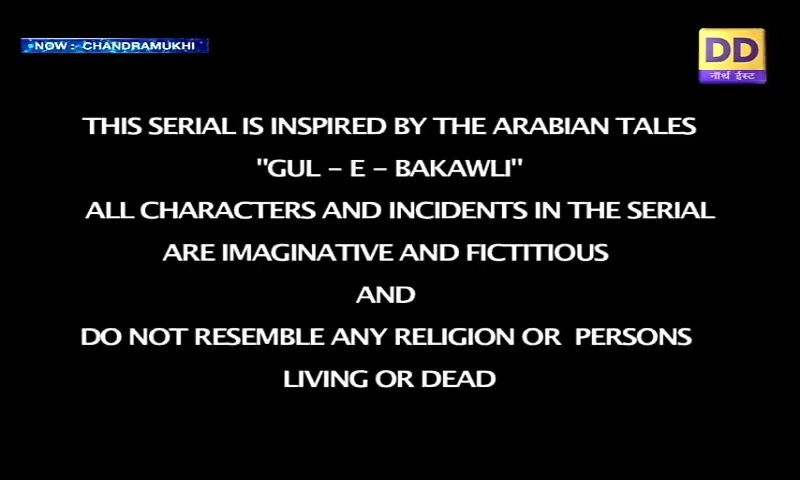 NOW : CHANDRAMUKHI
DD
नॉर्थ ईस्ट
THIS SERIAL IS INSPIRED BY THE ARABIAN TALES
"GUL - E - BAKAWLI"
ALL CHARACTERS AND INCIDENTS IN THE SERIAL
ARE IMAGINATIVE AND FICTITIOUS
AND
DO NOT RESEMBLE ANY RELIGION OR PERSONS
LIVING OR DEAD